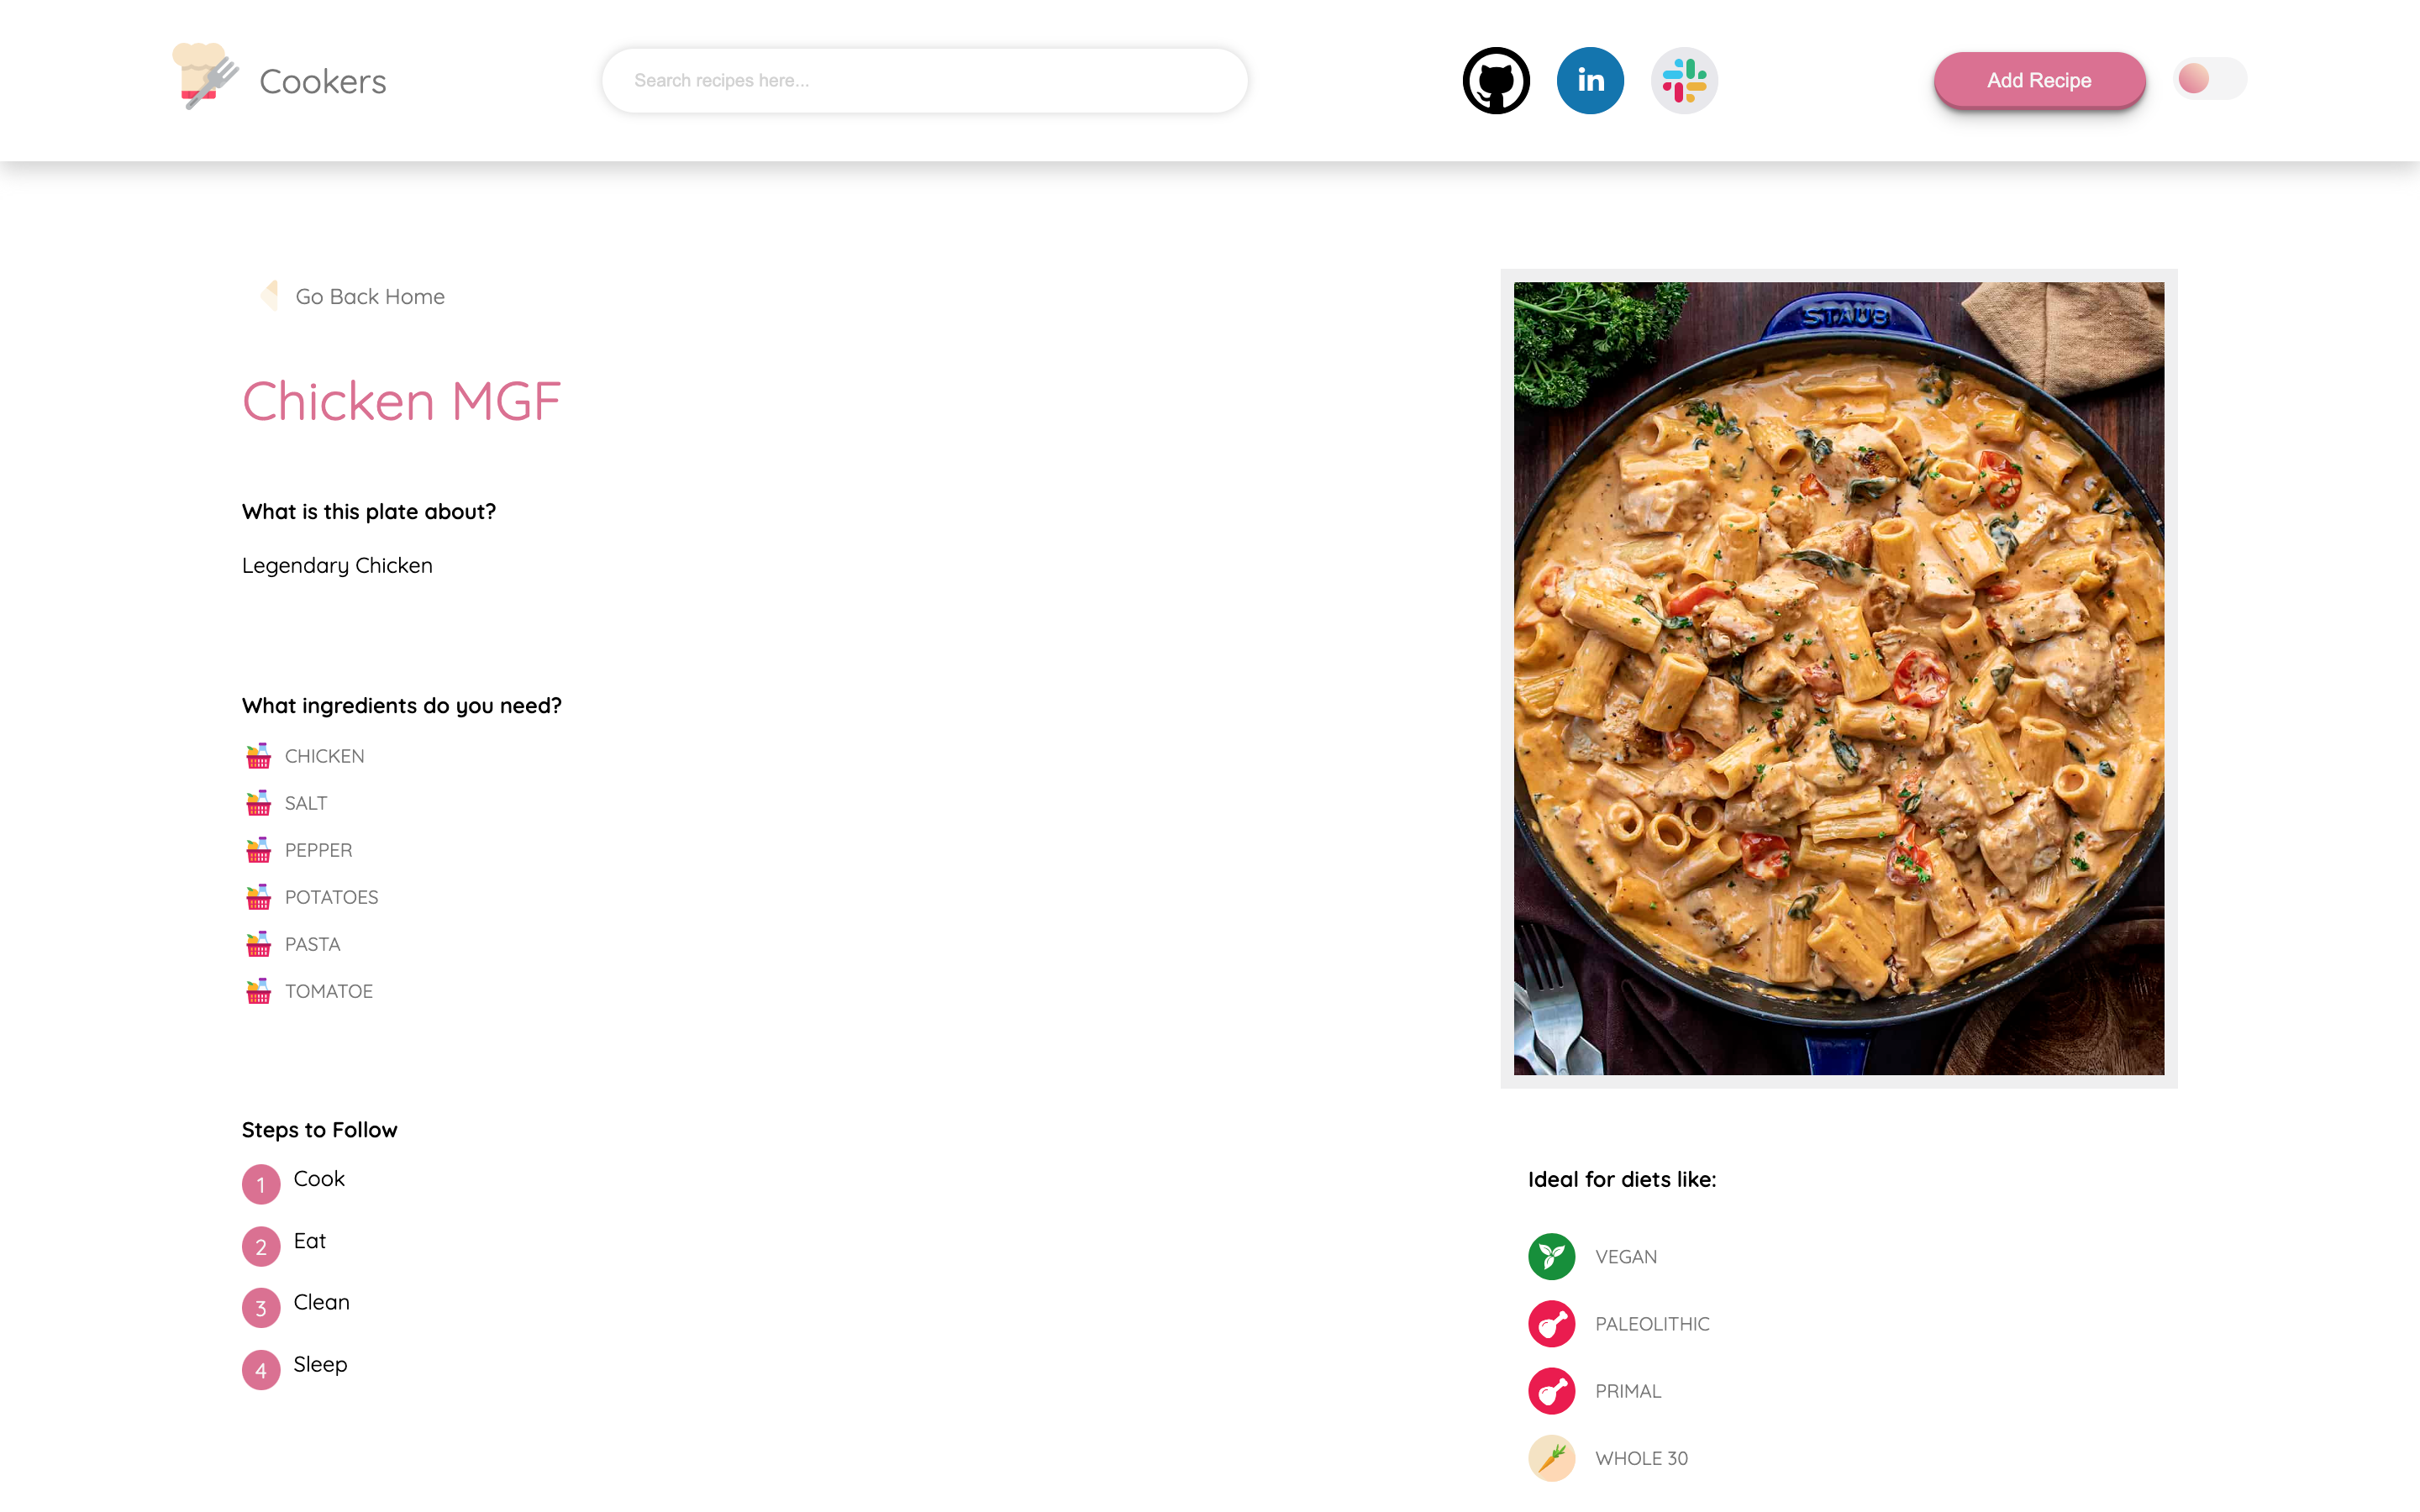 Cookers
Search recipes here...
in
Add Recipe
Go Back Home
Chicken MGF
What is this plate about?
Legendary Chicken
What ingredients do you need?
CHICKEN
SALT
PEPPER
POTATOES
PASTA
TOMATOE
STAUB
Steps to Follow
1 Cook
2 Eat
3 Clean
4 Sleep
Ideal for diets like:
VEGAN
PALEOLITHIC
PRIMAL
WHOLE 30